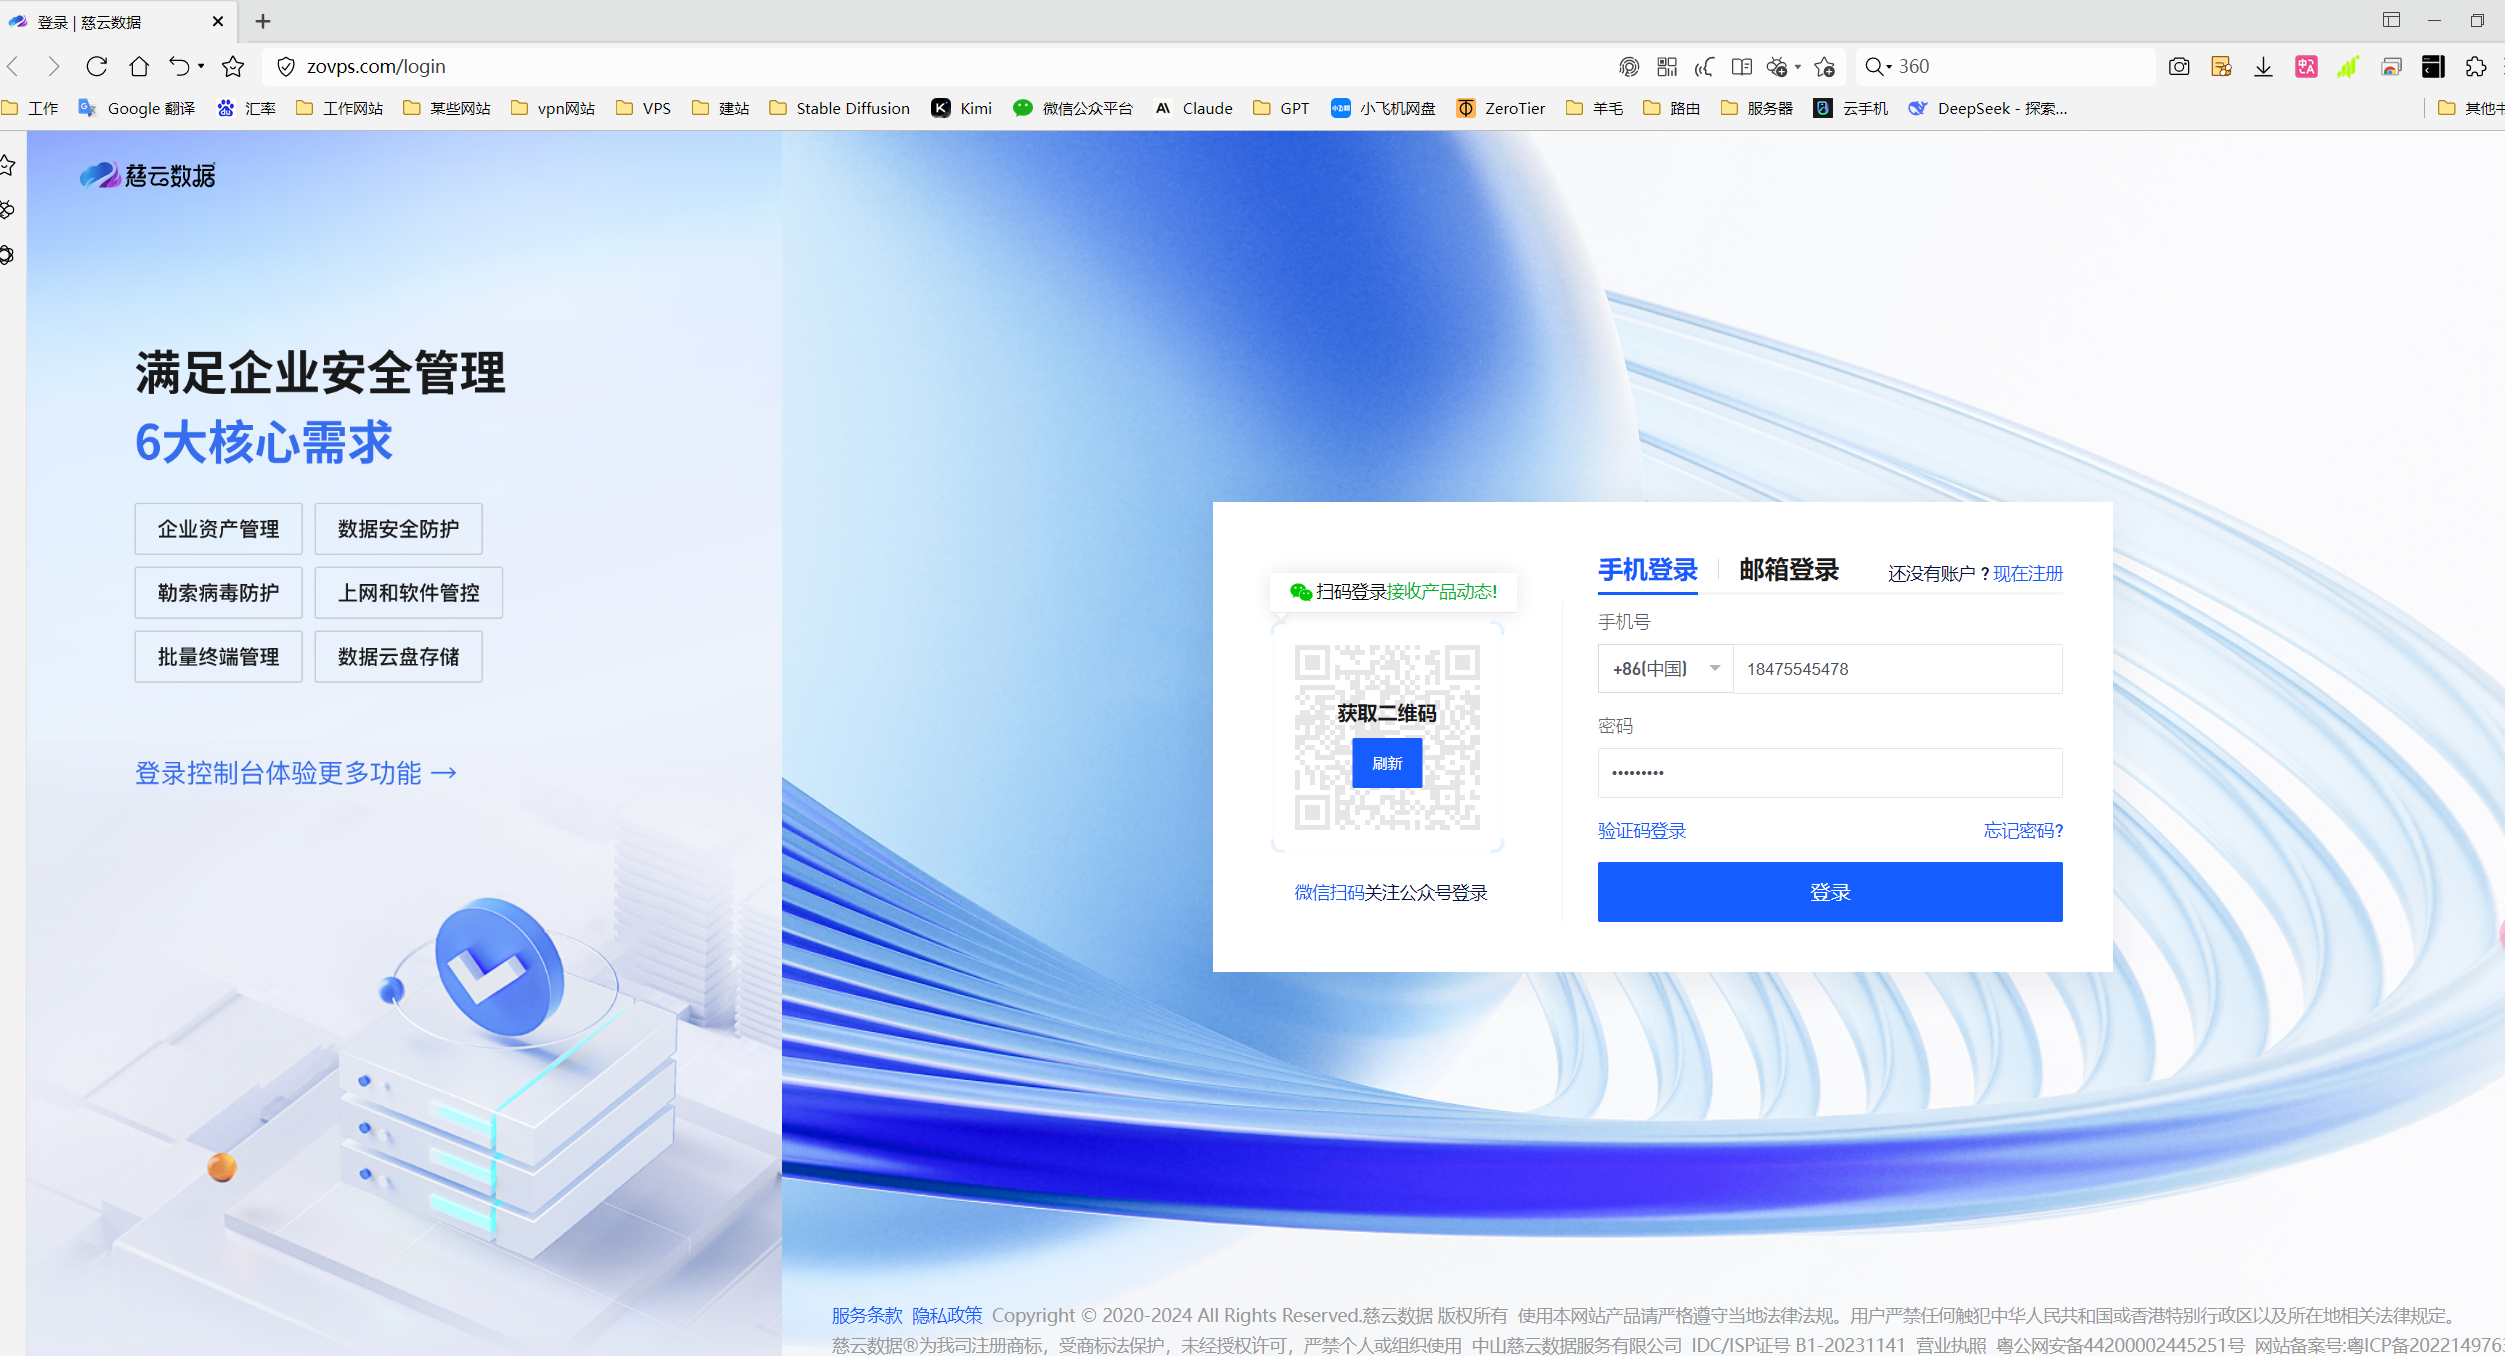 登录 | 慈云数据
zovps.com/login
360
工作 Google 翻译 汇率 工作网站 某些网站 vpn网站 VPS 建站 Stable Diffusion Kimi 微信公众平台 Claude GPT 小飞机网盘 ZeroTier 羊毛 路由 服务器 云手机 DeepSeek - 探索... 其他书
慈云数据
满足企业安全管理
6大核心需求
企业资产管理 数据安全防护
勒索病毒防护 上网和软件管控
批量终端管理 数据云盘存储
登录控制台体验更多功能 →
扫码登录接收产品动态!
获取二维码
刷新
微信扫码关注公众号登录
手机登录 邮箱登录 还没有账户？现在注册
手机号
+86(中国) 18475545478
密码
•••••••••
验证码登录 忘记密码?
登录
服务条款 隐私政策 Copyright © 2020-2024 All Rights Reserved.慈云数据 版权所有 使用本网站产品请严格遵守当地法律法规。用户严禁任何触犯中华人民共和国或香港特别行政区以及所在地相关法律规定。
慈云数据®为我司注册商标，受商标法保护，未经授权许可，严禁个人或组织使用 中山慈云数据服务有限公司 IDC/ISP证号 B1-20231141 营业执照 粤公网安备44200002445251号 网站备案号:粤ICP备202214976